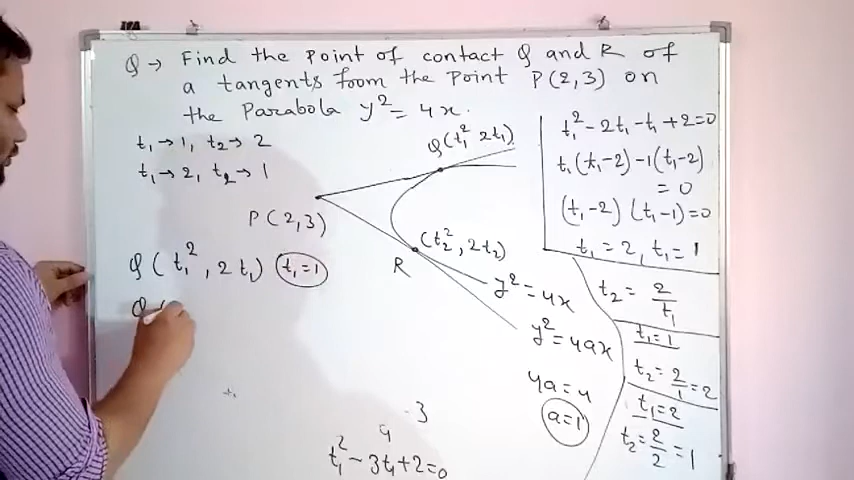 Q → Find the Point of contact Q and R of
a tangents from the Point P(2,3) on
the Parabola y² = 4x.
t₁ → 1, t₂ → 2
t₁ → 2, t₂ → 1
Q(t₁² 2t₁)
P(2,3)
(t₂², 2t₂)
R
y² = 4x
y² = 4ax
4a = 4
a = 1
Q(t₁², 2t₁) t₁ = 1
Q(
-3
t₁² - 3t₁ + 2 = 0
t₁² - 2t₁ - t₁ + 2 = 0
t₁(t₁-2) - 1(t₁-2)
= 0
(t₁-2) (t₁-1) = 0
t₁ = 2, t₁ = 1
t₂ = 2/t₁
t₁ = 1
t₂ = 2/1 = 2
t₁ = 2
t₂ = 2/2 = 1